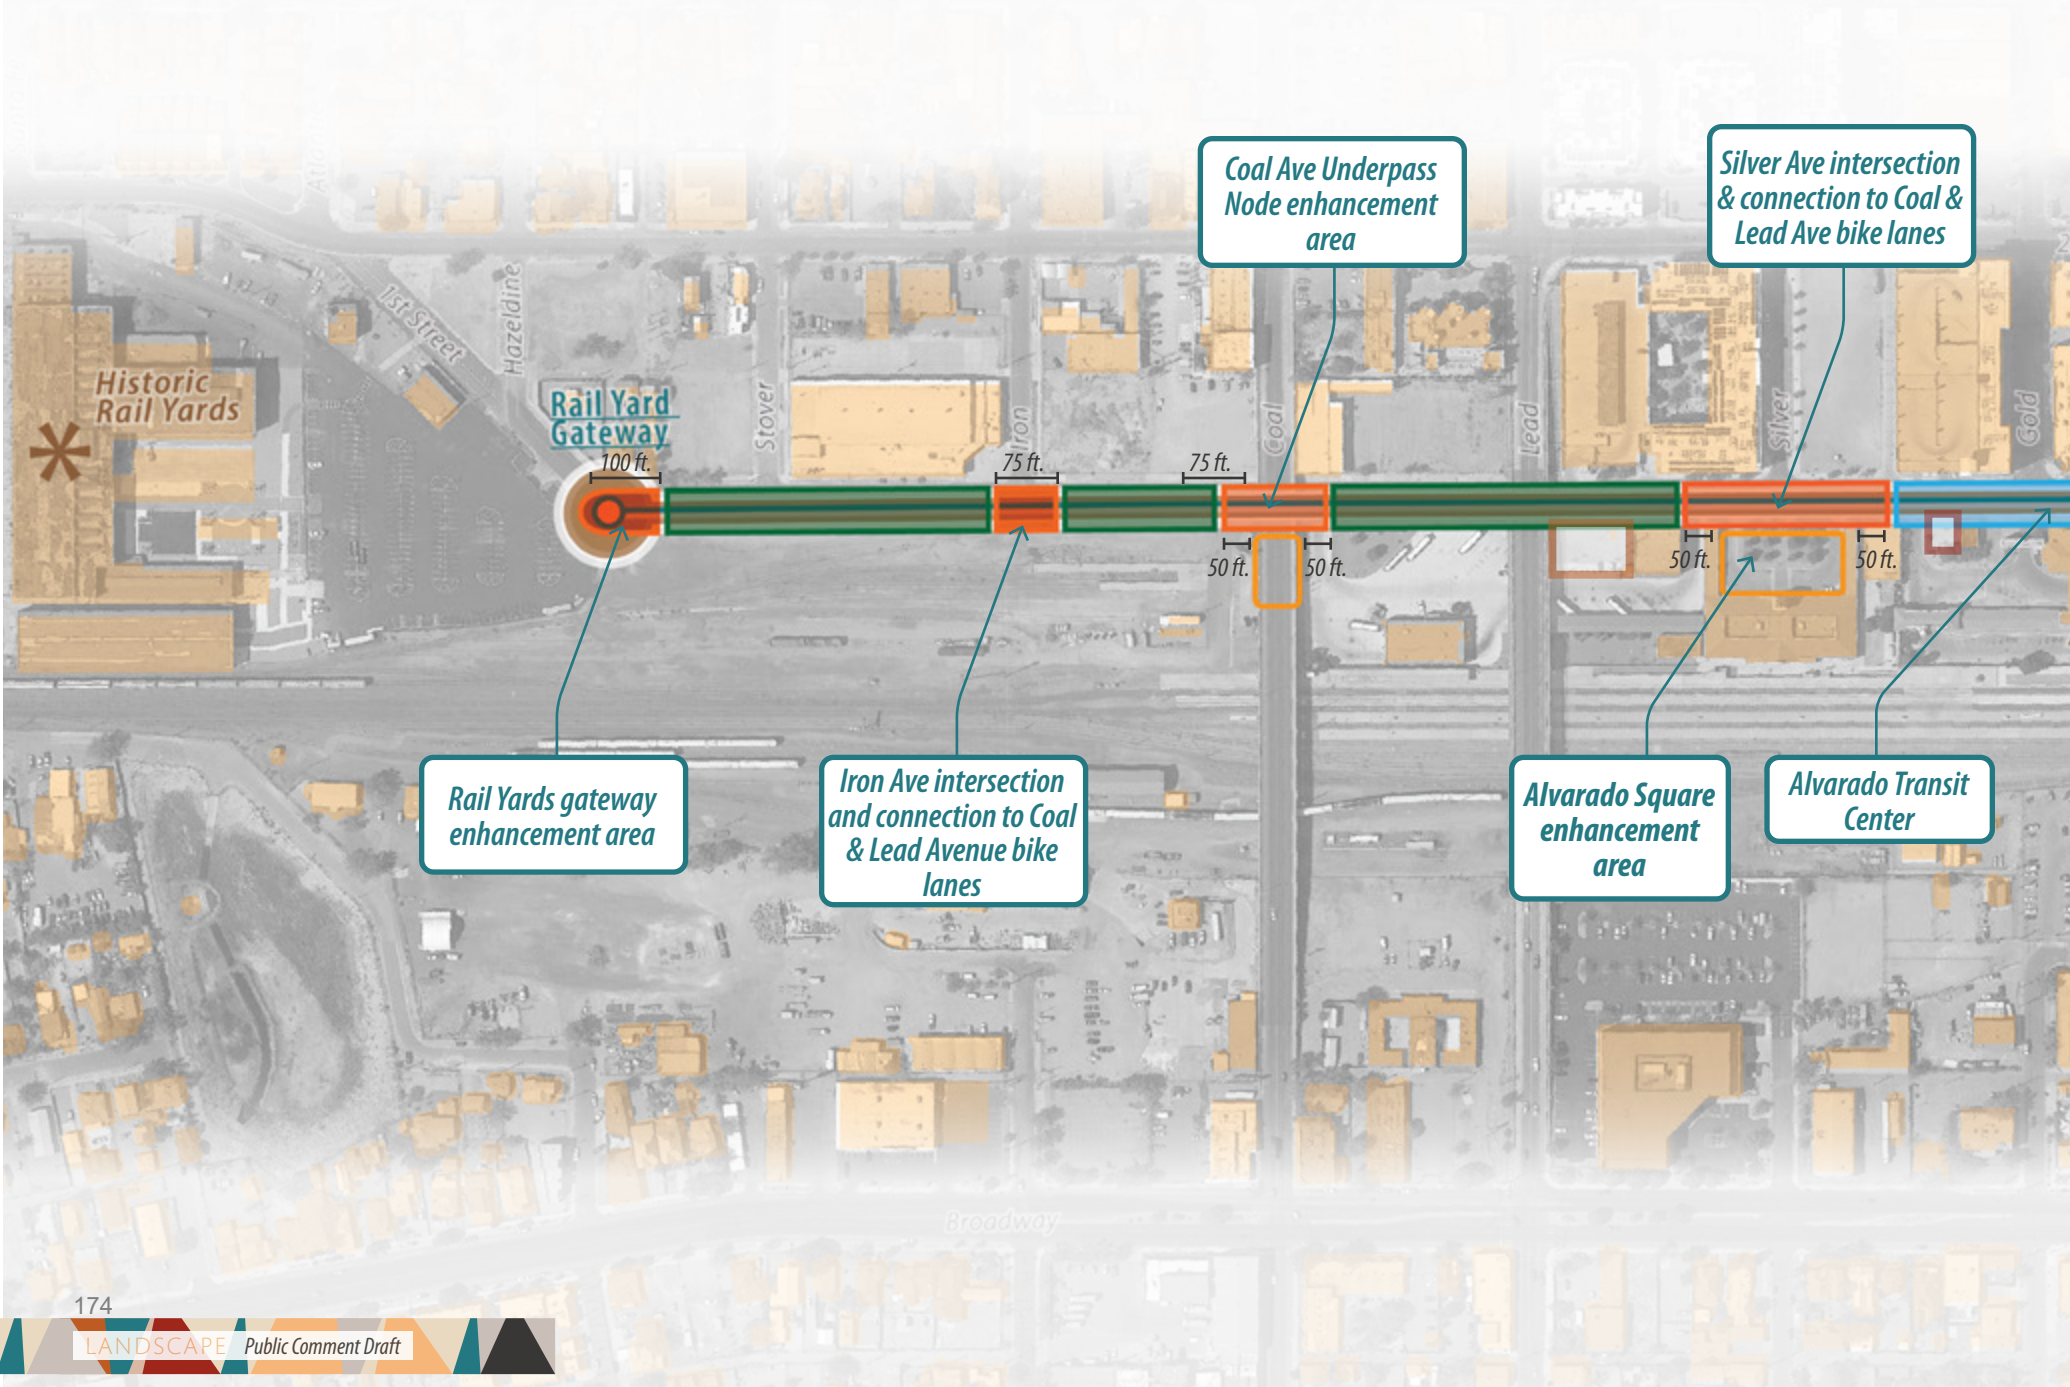 Coal Ave Underpass
Node enhancement
area
Silver Ave intersection
& connection to Coal &
Lead Ave bike lanes
1st Street
Hazeldine
Historic
Rail Yards
Rail Yard
Gateway
Stover
Iron
Coal
Lead
Silver
Gold
100 ft.
75 ft.
75 ft.
50 ft.
50 ft.
50 ft.
50 ft.
Rail Yards gateway
enhancement area
Iron Ave intersection
and connection to Coal
& Lead Avenue bike
lanes
Alvarado Square
enhancement
area
Alvarado Transit
Center
Broadway
174
LANDSCAPE Public Comment Draft